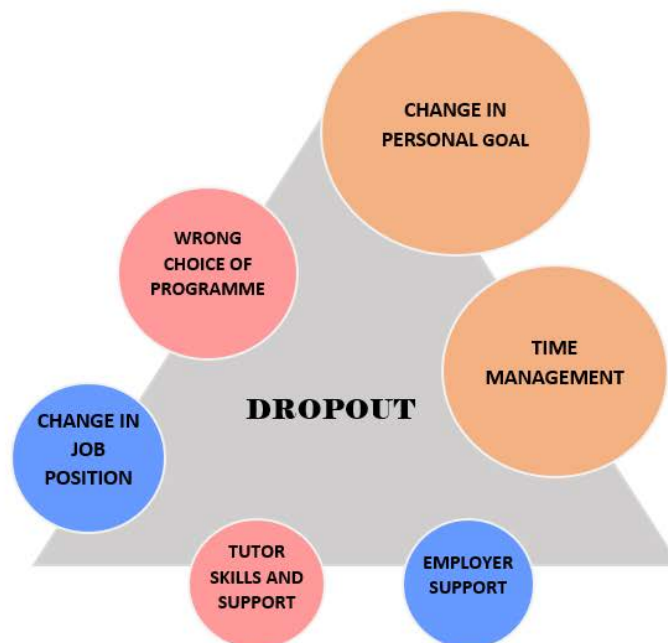 CHANGE IN
PERSONAL GOAL
WRONG
CHOICE OF
PROGRAMME
TIME
MANAGEMENT
DROPOUT
CHANGE IN
JOB
POSITION
TUTOR
SKILLS AND
SUPPORT
EMPLOYER
SUPPORT